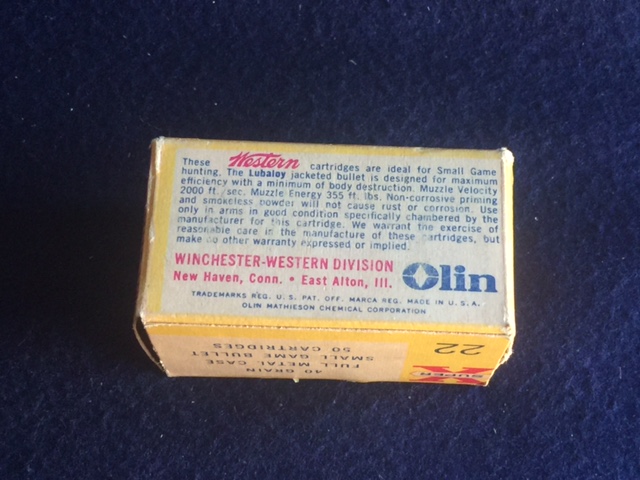 These Western cartridges are ideal for Small Game
hunting. The Lubaloy jacketed bullet is designed for maximum
efficiency with a minimum of body destruction. Muzzle Velocity
2000 ft./sec. Muzzle Energy 355 ft. lbs. Non-corrosive priming
and smokeless powder will not cause rust or corrosion. Use
only in arms in good condition specifically chambered by the
manufacturer for this cartridge. We warrant the exercise of
reasonable care in the manufacture of these cartridges, but
make no other warranty expressed or implied.
WINCHESTER-WESTERN DIVISION
New Haven, Conn. • East Alton, Ill.
Olin
TRADEMARKS REG. U. S. PAT. OFF. MARCA REG. MADE IN U. S. A.
OLIN MATHIESON CHEMICAL CORPORATION
SUPER X
22
40 GRAIN
FULL METAL CASE
SMALL GAME BULLET
50 CARTRIDGES